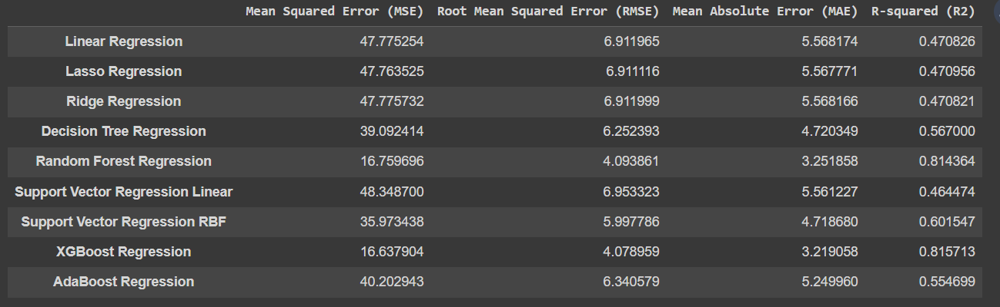 Mean Squared Error (MSE) Root Mean Squared Error (RMSE) Mean Absolute Error (MAE) R-squared (R2)
Linear Regression 47.775254 6.911965 5.568174 0.470826
Lasso Regression 47.763525 6.911116 5.567771 0.470956
Ridge Regression 47.775732 6.911999 5.568166 0.470821
Decision Tree Regression 39.092414 6.252393 4.720349 0.567000
Random Forest Regression 16.759696 4.093861 3.251858 0.814364
Support Vector Regression Linear 48.348700 6.953323 5.561227 0.464474
Support Vector Regression RBF 35.973438 5.997786 4.718680 0.601547
XGBoost Regression 16.637904 4.078959 3.219058 0.815713
AdaBoost Regression 40.202943 6.340579 5.249960 0.554699